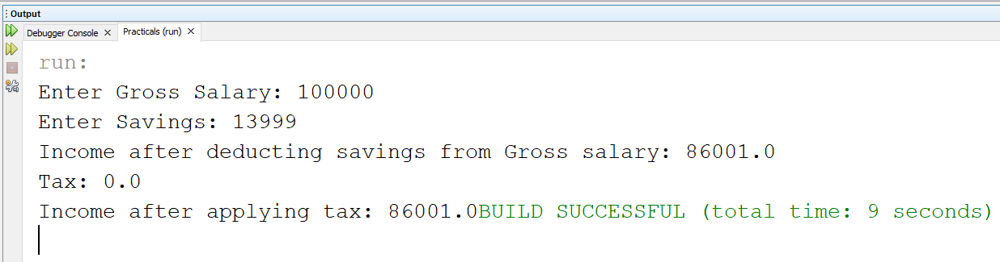 Output
Debugger Console × Practicals (run) ×
run:
Enter Gross Salary: 100000
Enter Savings: 13999
Income after deducting savings from Gross salary: 86001.0
Tax: 0.0
Income after applying tax: 86001.0BUILD SUCCESSFUL (total time: 9 seconds)